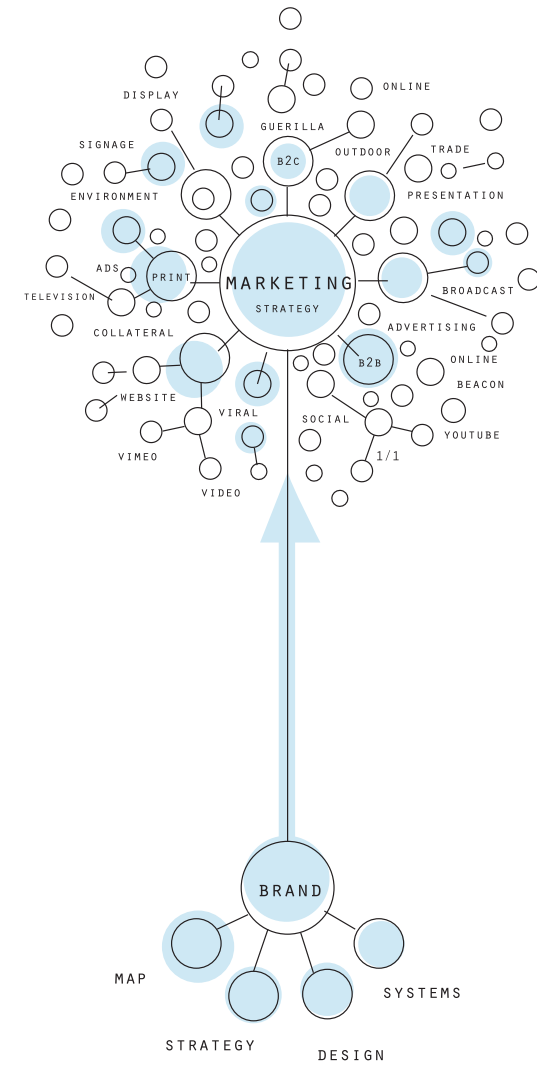 ONLINE
DISPLAY
GUERILLA
SIGNAGE
OUTDOOR
TRADE
B2C
ENVIRONMENT
PRESENTATION
ADS
PRINT
MARKETING
STRATEGY
BROADCAST
TELEVISION
COLLATERAL
ADVERTISING
B2B
ONLINE
BEACON
WEBSITE
VIRAL
SOCIAL
YOUTUBE
VIMEO
1/1
VIDEO
BRAND
MAP
SYSTEMS
STRATEGY
DESIGN